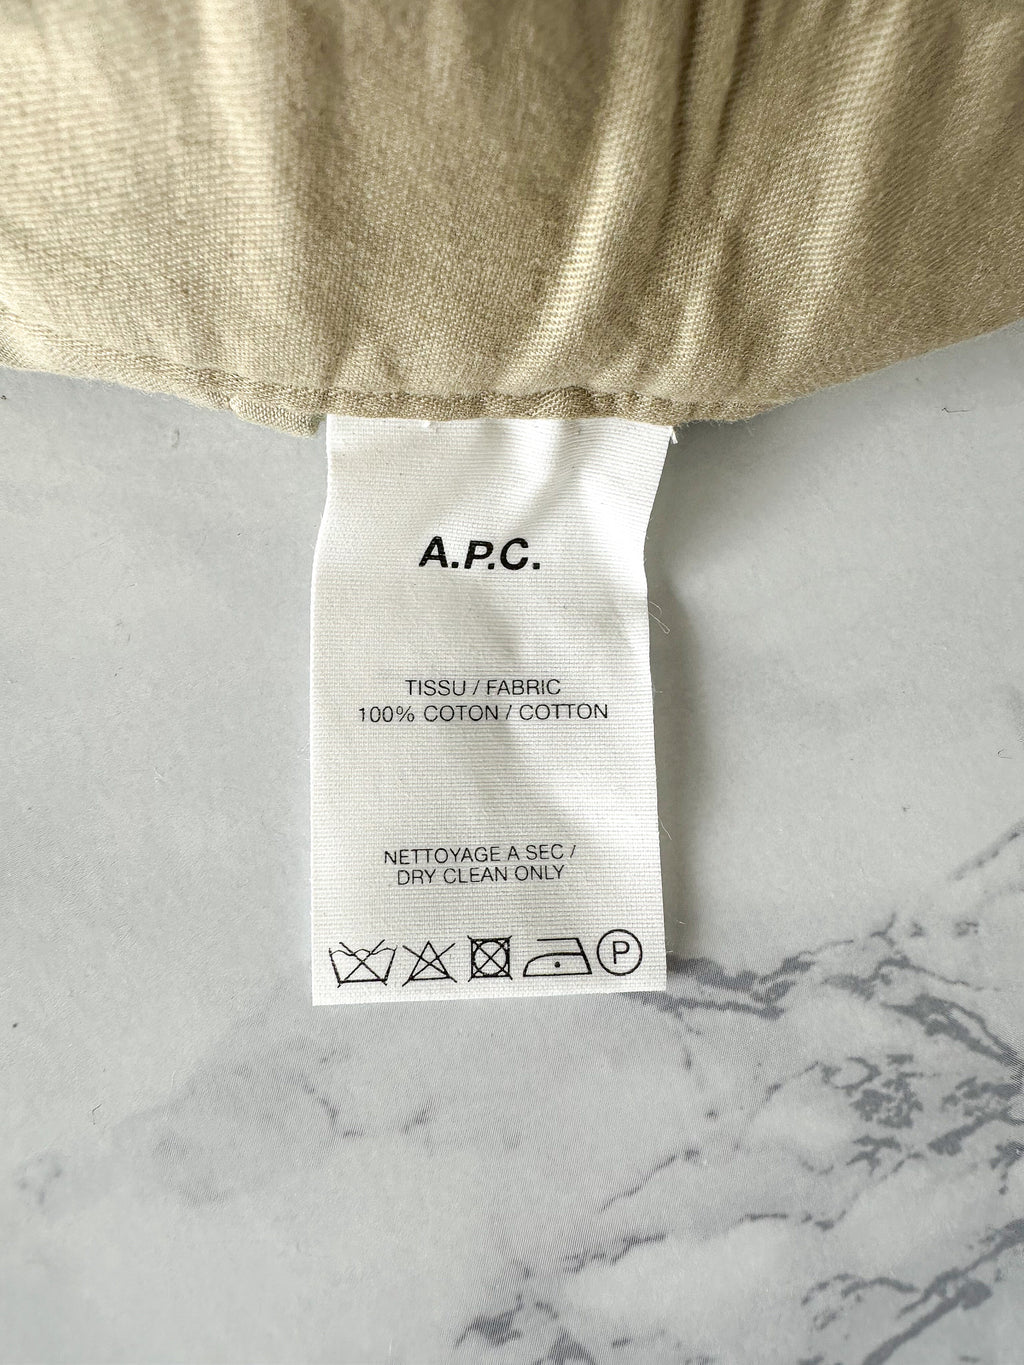 A.P.C.
TISSU / FABRIC
100% COTON / COTTON
NETTOYAGE A SEC /
DRY CLEAN ONLY
P